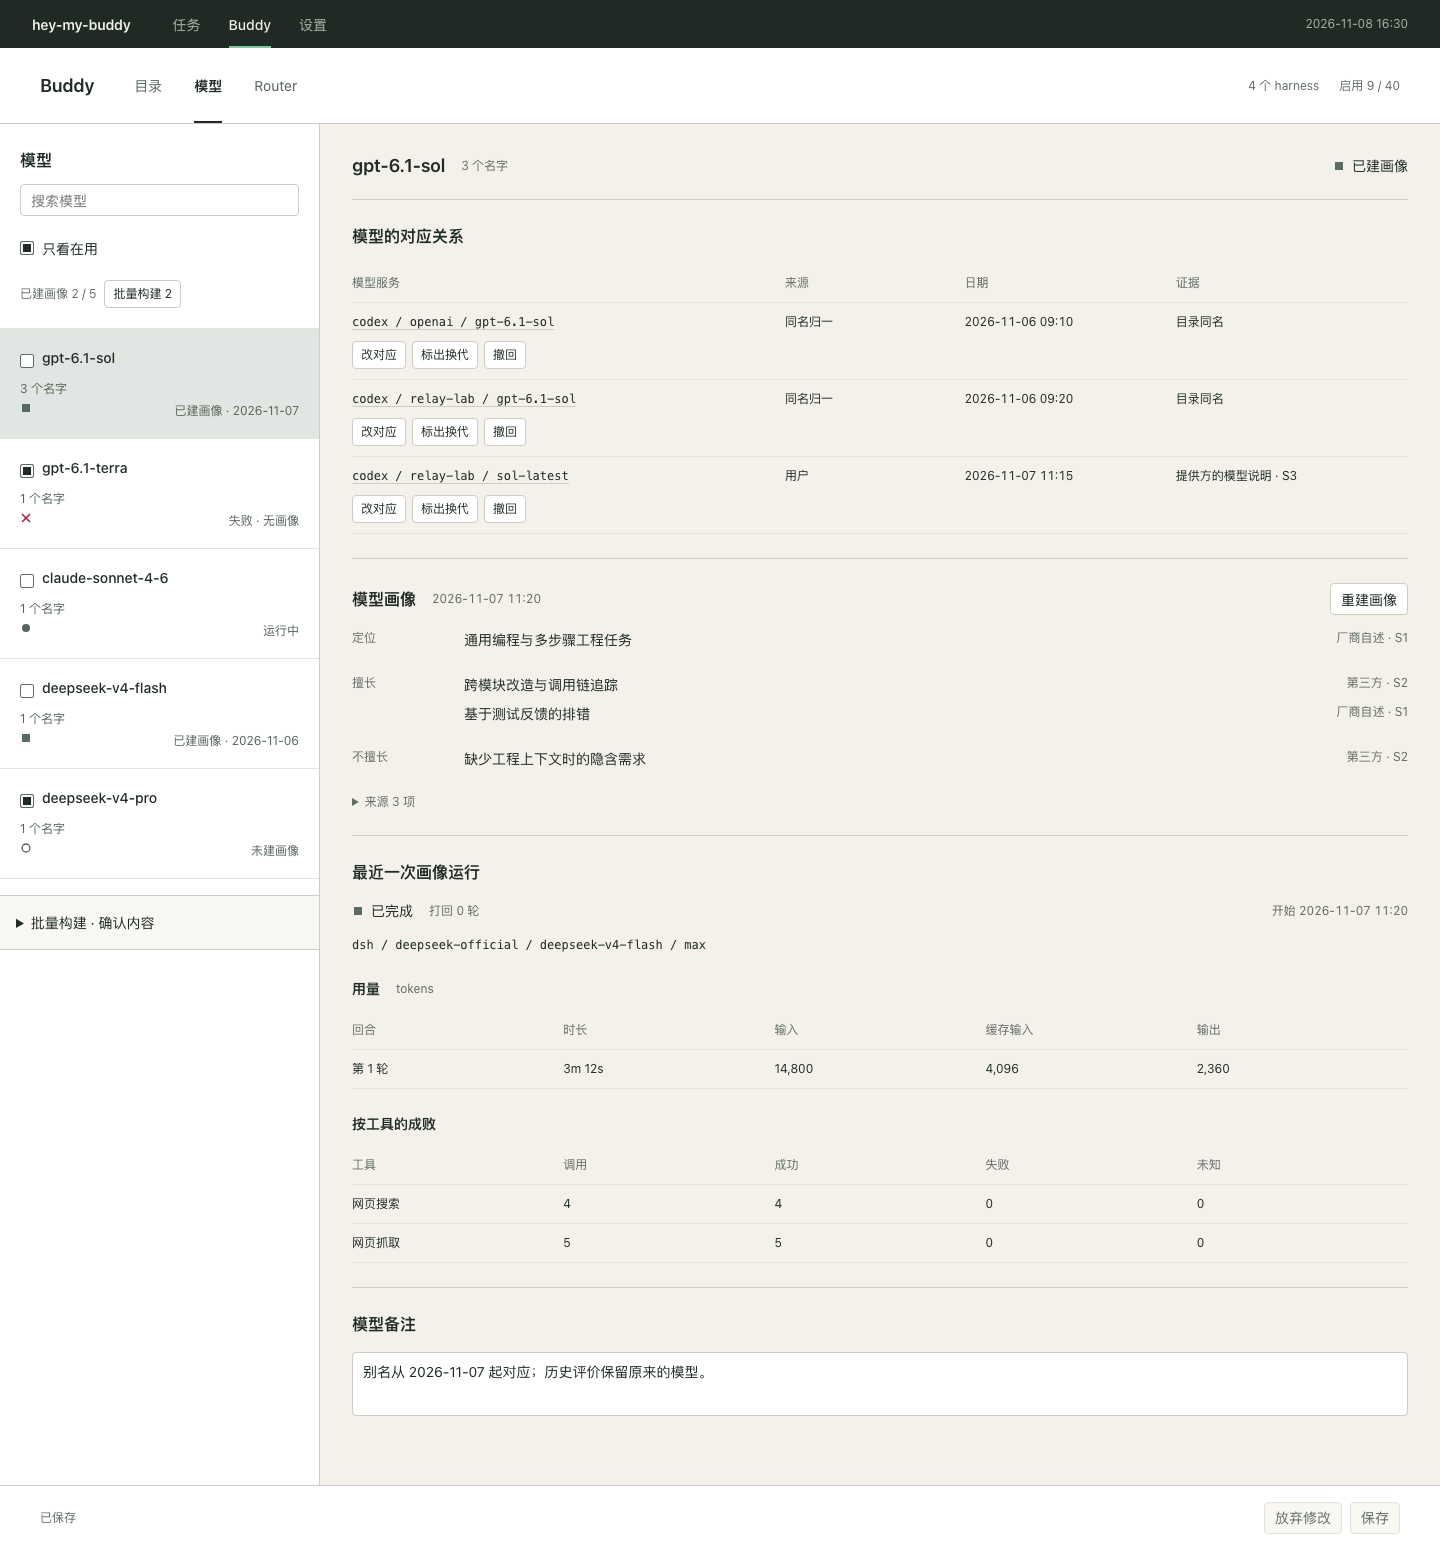 hey-my-buddy 任务 Buddy 设置 2026-11-08 16:30
Buddy 目录 模型 Router 4 个 harness 启用 9 / 40
模型
搜索模型
只看在用
已建画像 2 / 5 批量构建 2
gpt-6.1-sol
3 个名字
已建画像 · 2026-11-07
gpt-6.1-terra
1 个名字
失败 · 无画像
claude-sonnet-4-6
1 个名字
运行中
deepseek-v4-flash
1 个名字
已建画像 · 2026-11-06
deepseek-v4-pro
1 个名字
未建画像
批量构建 · 确认内容
gpt-6.1-sol 3 个名字 已建画像
模型的对应关系
模型服务 来源 日期 证据
codex / openai / gpt-6.1-sol 同名归一 2026-11-06 09:10 目录同名
改对应 标出换代 撤回
codex / relay-lab / gpt-6.1-sol 同名归一 2026-11-06 09:20 目录同名
改对应 标出换代 撤回
codex / relay-lab / sol-latest 用户 2026-11-07 11:15 提供方的模型说明 · S3
改对应 标出换代 撤回
模型画像 2026-11-07 11:20 重建画像
定位 通用编程与多步骤工程任务 厂商自述 · S1
擅长 跨模块改造与调用链追踪 第三方 · S2
基于测试反馈的排错 厂商自述 · S1
不擅长 缺少工程上下文时的隐含需求 第三方 · S2
来源 3 项
最近一次画像运行
已完成 打回 0 轮 开始 2026-11-07 11:20
dsh / deepseek-official / deepseek-v4-flash / max
用量 tokens
回合 时长 输入 缓存输入 输出
第 1 轮 3m 12s 14,800 4,096 2,360
按工具的成败
工具 调用 成功 失败 未知
网页搜索 4 4 0 0
网页抓取 5 5 0 0
模型备注
别名从 2026-11-07 起对应；历史评价保留原来的模型。
已保存 放弃修改 保存